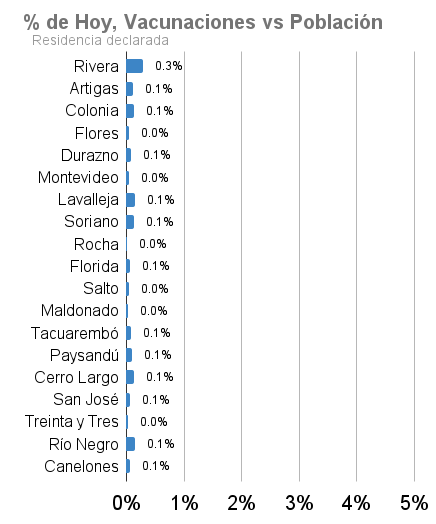 % de Hoy, Vacunaciones vs Población
Residencia declarada
Rivera 0.3%
Artigas 0.1%
Colonia 0.1%
Flores 0.0%
Durazno 0.1%
Montevideo 0.0%
Lavalleja 0.1%
Soriano 0.1%
Rocha 0.0%
Florida 0.1%
Salto 0.0%
Maldonado 0.0%
Tacuarembó 0.1%
Paysandú 0.1%
Cerro Largo 0.1%
San José 0.1%
Treinta y Tres 0.0%
Río Negro 0.1%
Canelones 0.1%
0% 1% 2% 3% 4% 5%